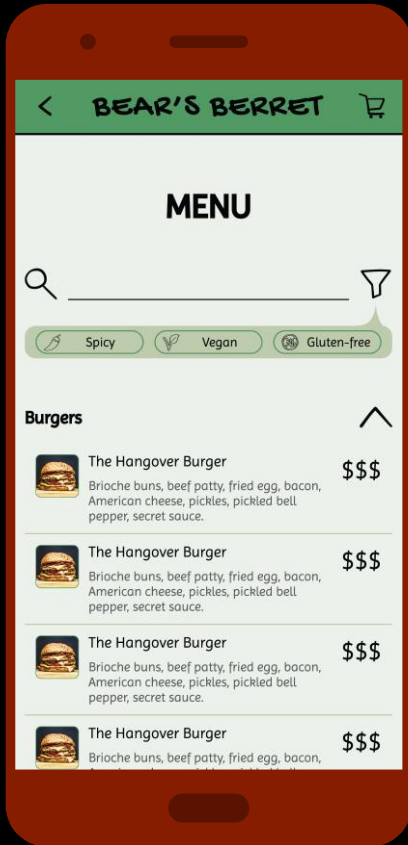 BEAR'S BERRET
MENU
Spicy Vegan Gluten-free
Burgers
The Hangover Burger
$$$
Brioche buns, beef patty, fried egg, bacon,
American cheese, pickles, pickled bell
pepper, secret sauce.
The Hangover Burger
$$$
Brioche buns, beef patty, fried egg, bacon,
American cheese, pickles, pickled bell
pepper, secret sauce.
The Hangover Burger
$$$
Brioche buns, beef patty, fried egg, bacon,
American cheese, pickles, pickled bell
pepper, secret sauce.
The Hangover Burger
$$$
Brioche buns, beef patty, fried egg, bacon,